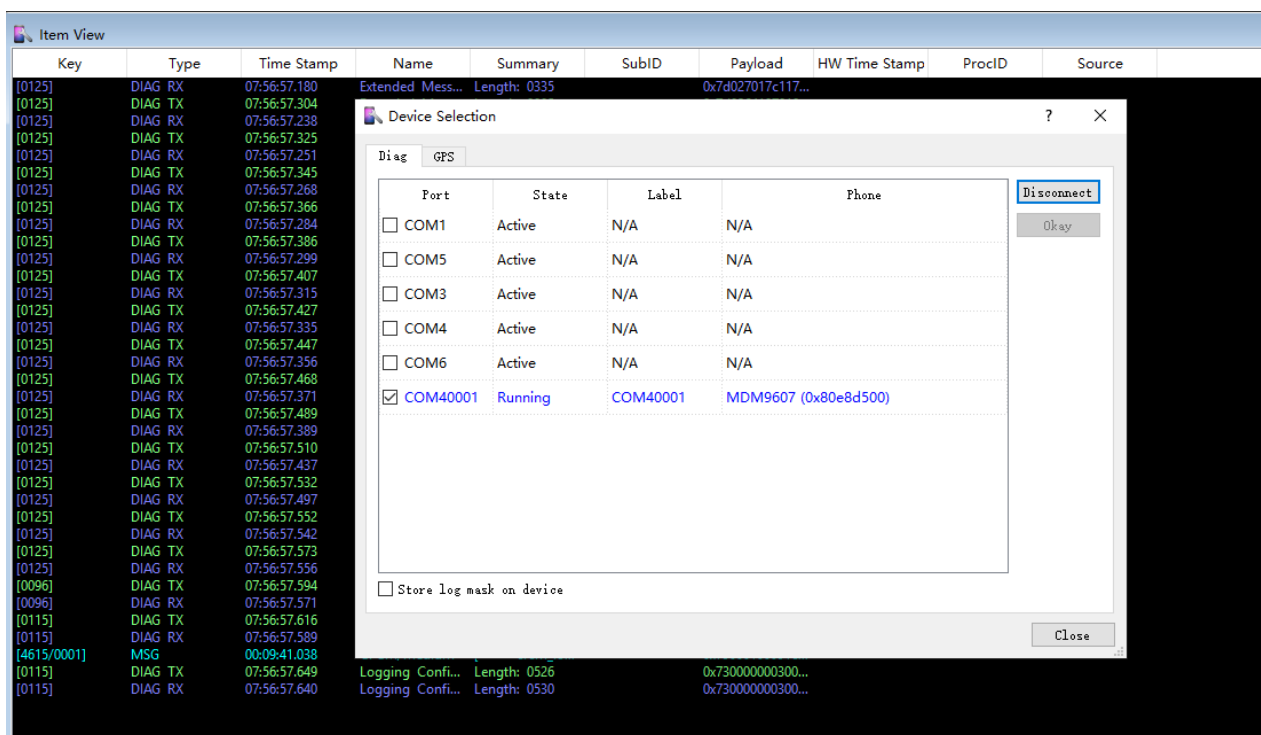 Item View
Key Type Time Stamp Name Summary SubID Payload HW Time Stamp ProcID Source
[0125] DIAG RX 07:56:57.180 Extended Mess... Length: 0335 0x7d027017c117...
[0125] DIAG TX 07:56:57.304
[0125] DIAG RX 07:56:57.238
[0125] DIAG TX 07:56:57.325
[0125] DIAG RX 07:56:57.251
[0125] DIAG TX 07:56:57.345
[0125] DIAG RX 07:56:57.268
[0125] DIAG TX 07:56:57.366
[0125] DIAG RX 07:56:57.284
[0125] DIAG TX 07:56:57.386
[0125] DIAG RX 07:56:57.299
[0125] DIAG TX 07:56:57.407
[0125] DIAG RX 07:56:57.315
[0125] DIAG TX 07:56:57.427
[0125] DIAG RX 07:56:57.335
[0125] DIAG TX 07:56:57.447
[0125] DIAG RX 07:56:57.356
[0125] DIAG TX 07:56:57.468
[0125] DIAG RX 07:56:57.371
[0125] DIAG TX 07:56:57.489
[0125] DIAG RX 07:56:57.389
[0125] DIAG TX 07:56:57.510
[0125] DIAG RX 07:56:57.437
[0125] DIAG TX 07:56:57.532
[0125] DIAG RX 07:56:57.497
[0125] DIAG TX 07:56:57.552
[0125] DIAG RX 07:56:57.542
[0125] DIAG TX 07:56:57.573
[0125] DIAG RX 07:56:57.556
[0096] DIAG TX 07:56:57.594
[0096] DIAG RX 07:56:57.571
[0115] DIAG TX 07:56:57.616
[0115] DIAG RX 07:56:57.589
[4615/0001] MSG 00:09:41.038
[0115] DIAG TX 07:56:57.649 Logging Confi... Length: 0526 0x730000000300...
[0115] DIAG RX 07:56:57.640 Logging Confi... Length: 0530 0x730000000300...
Device Selection ?
Diag GPS
Port State Label Phone
COM1 Active N/A N/A
COM5 Active N/A N/A
COM3 Active N/A N/A
COM4 Active N/A N/A
COM6 Active N/A N/A
COM40001 Running COM40001 MDM9607 (0x80e8d500)
Disconnect
Okay
Store log mask on device
Close